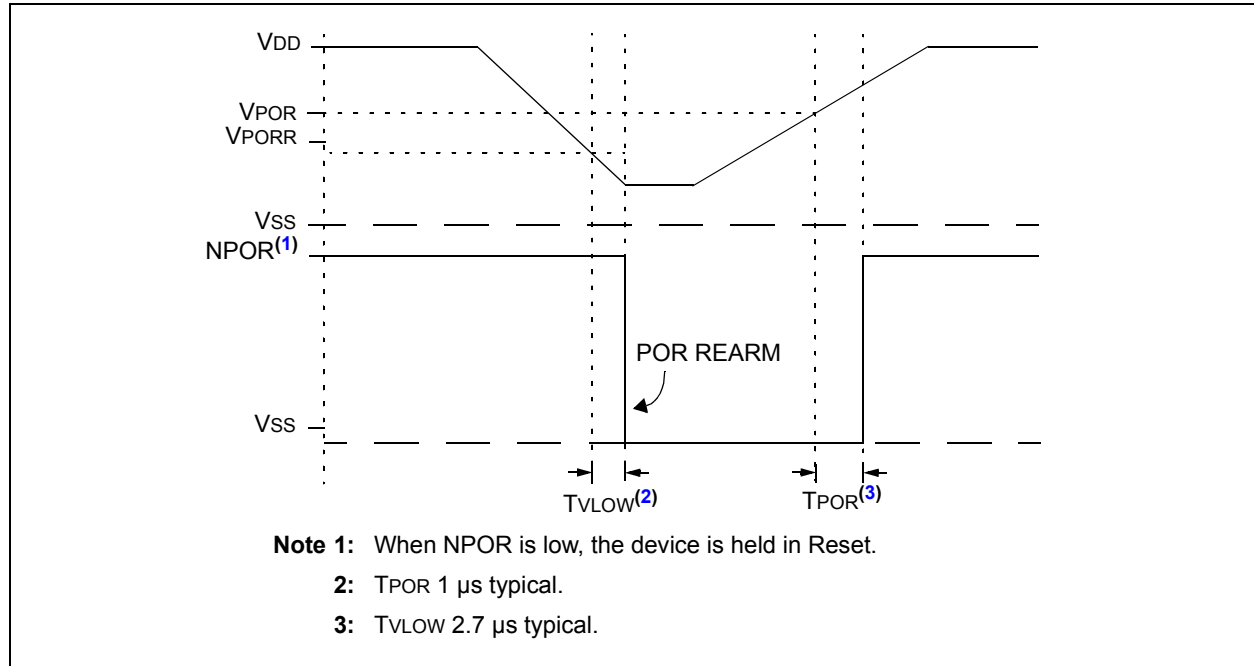 VDD
VPOR
VPORR
VSS
NPOR(1)
POR REARM
VSS
TVLOW(2)
TPOR(3)
Note 1: When NPOR is low, the device is held in Reset.
2: TPOR 1 µs typical.
3: TVLOW 2.7 µs typical.